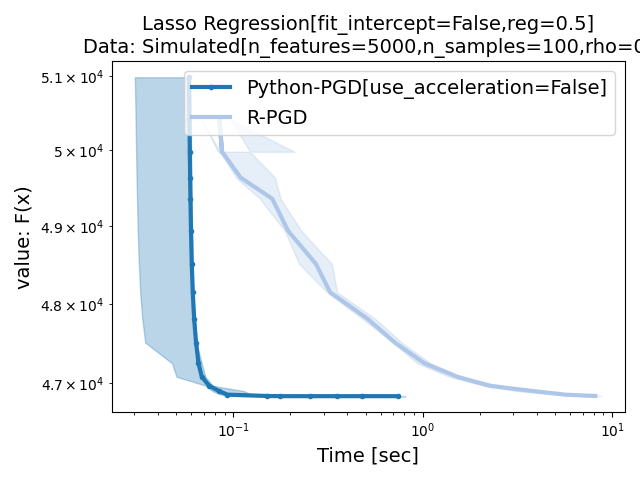 Lasso Regression[fit_intercept=False,reg=0.5]
Data: Simulated[n_features=5000,n_samples=100,rho=0
5.1 × 10⁴
5 × 10⁴
4.9 × 10⁴
4.8 × 10⁴
4.7 × 10⁴
value: F(x)
Python-PGD[use_acceleration=False]
R-PGD
10⁻¹ 10⁰ 10¹
Time [sec]